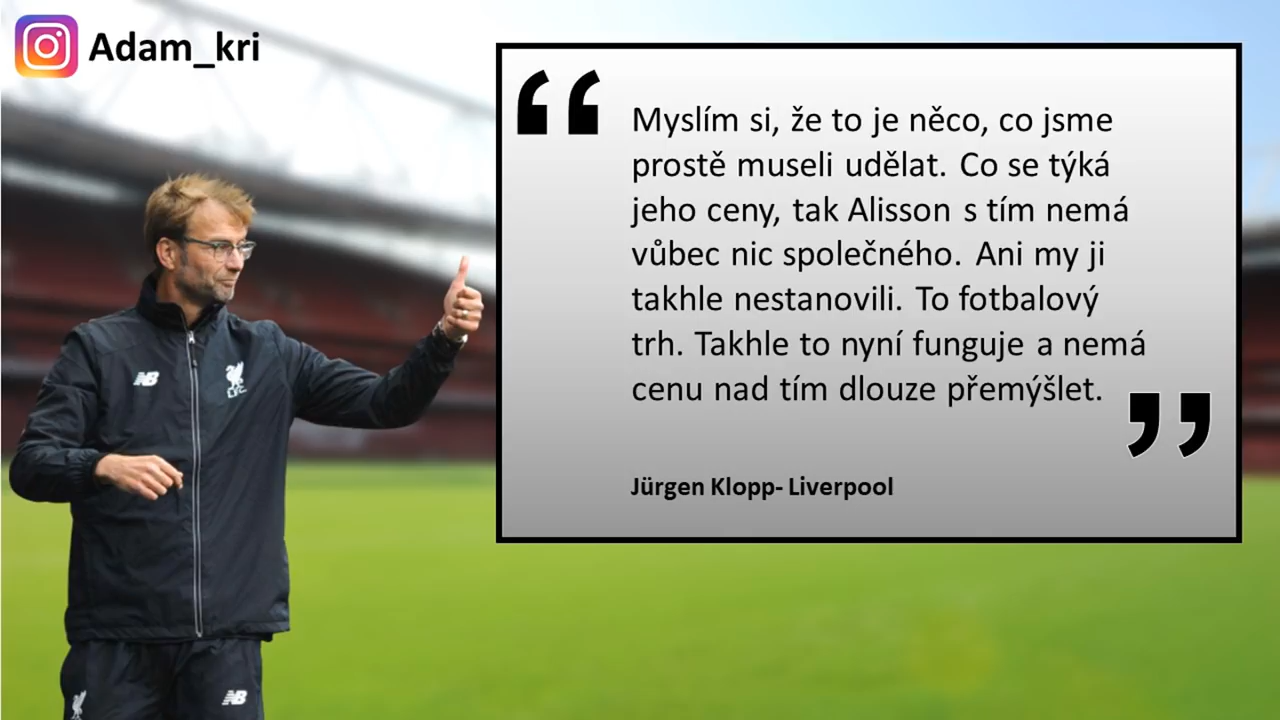 Adam_kri
Myslím si, že to je něco, co jsme
prostě museli udělat. Co se týká
jeho ceny, tak Alisson s tím nemá
vůbec nic společného. Ani my ji
takhle nestanovili. To fotbalový
trh. Takhle to nyní funguje a nemá
cenu nad tím dlouze přemýšlet.
Jürgen Klopp- Liverpool
NB
L.F.C.
NB